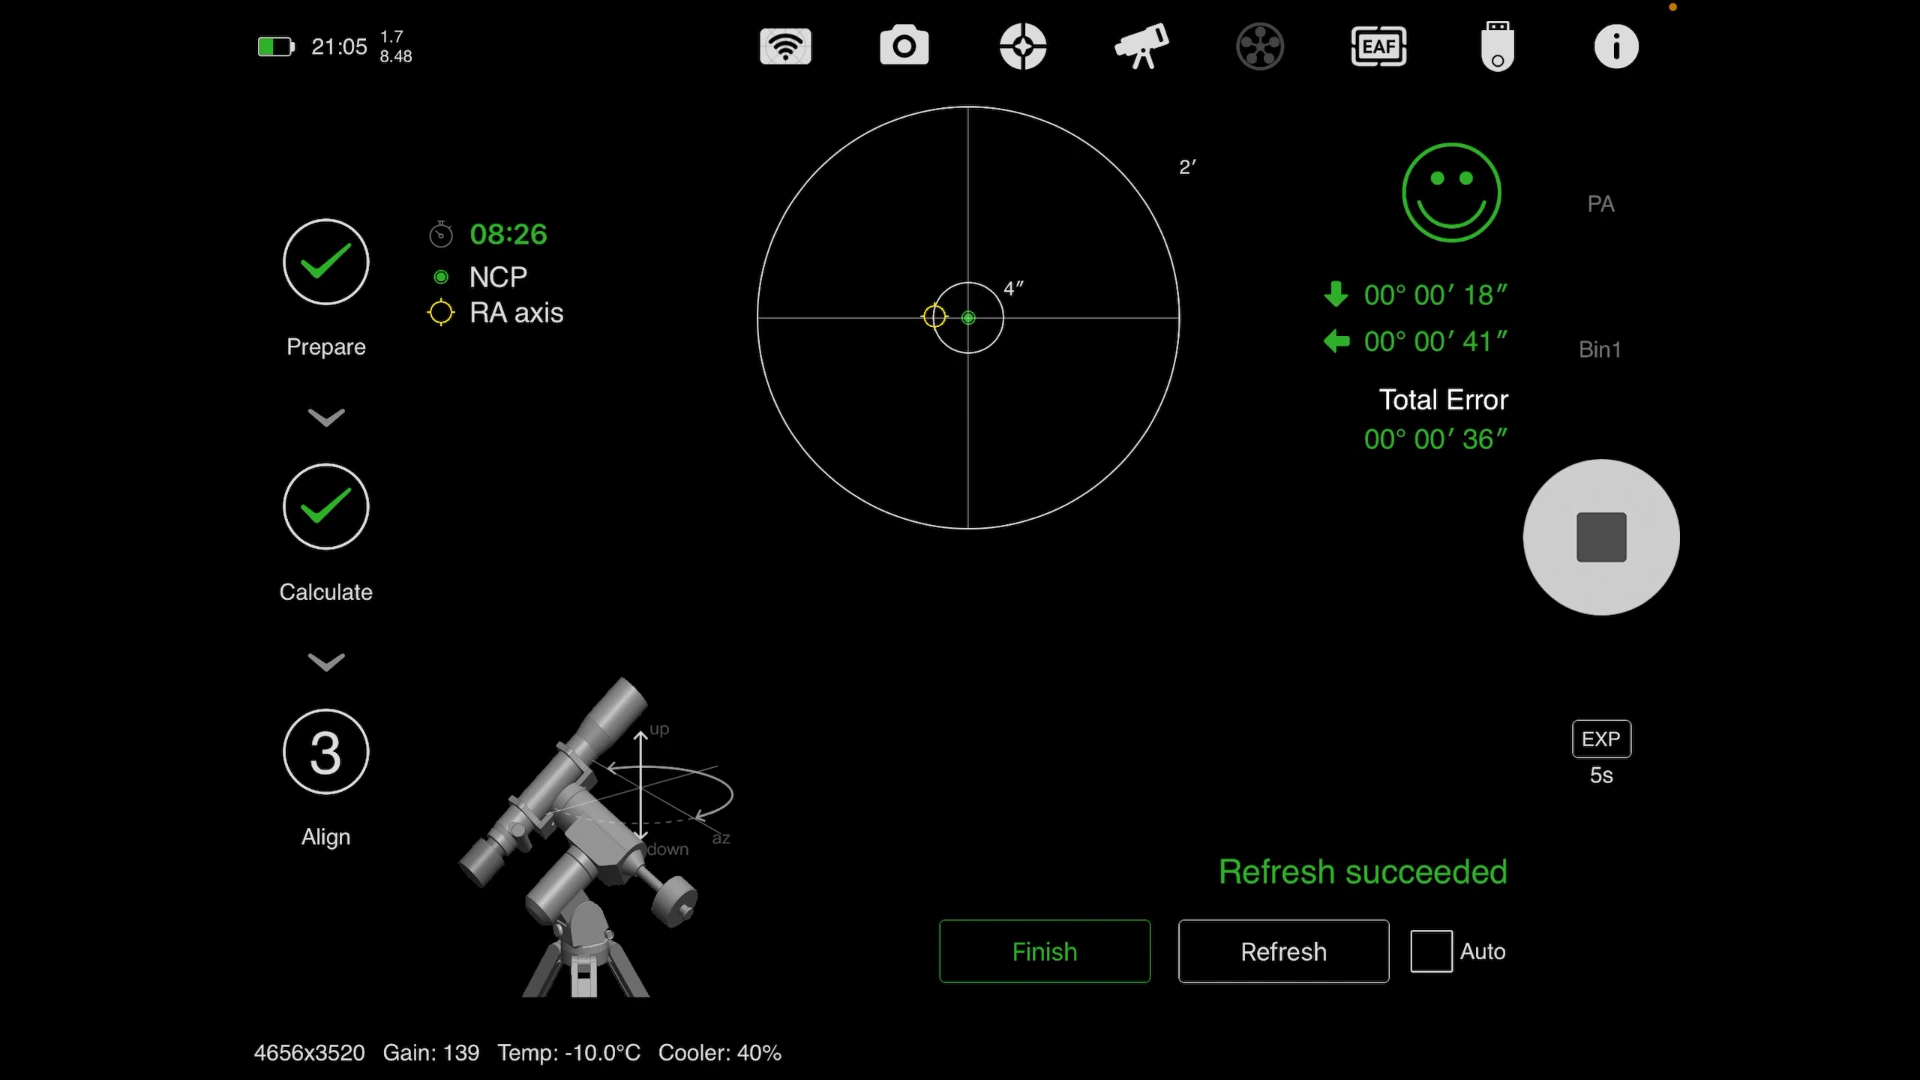 21:05
1.7
8.48
EAF
2′
PA
08:26
NCP
RA axis
4″
00° 00′ 18″
00° 00′ 41″
Bin1
Total Error
00° 00′ 36″
Prepare
Calculate
3
Align
up
down
az
EXP
5s
Refresh succeeded
Finish
Refresh
Auto
4656x3520 Gain: 139 Temp: -10.0°C Cooler: 40%